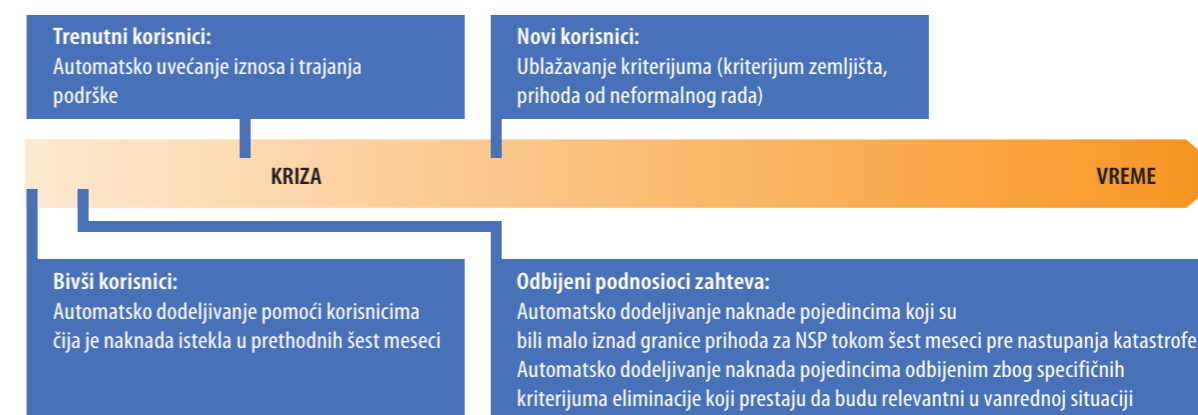 Trenutni korisnici:
Automatsko uvećanje iznosa i trajanja
podrške
Novi korisnici:
Ublažavanje kriterijuma (kriterijum zemljišta,
prihoda od neformalnog rada)
KRIZA
VREME
Bivši korisnici:
Automatsko dodeljivanje pomoći korisnicima
čija je naknada istekla u prethodnih šest meseci
Odbijeni podnosioci zahteva:
Automatsko dodeljivanje naknade pojedincima koji su
bili malo iznad granice prihoda za NSP tokom šest meseci pre nastupanja katastrofe
Automatsko dodeljivanje naknada pojedincima odbijenim zbog specifičnih
kriterijuma eliminacije koji prestaju da budu relevantni u vanrednoj situaciji